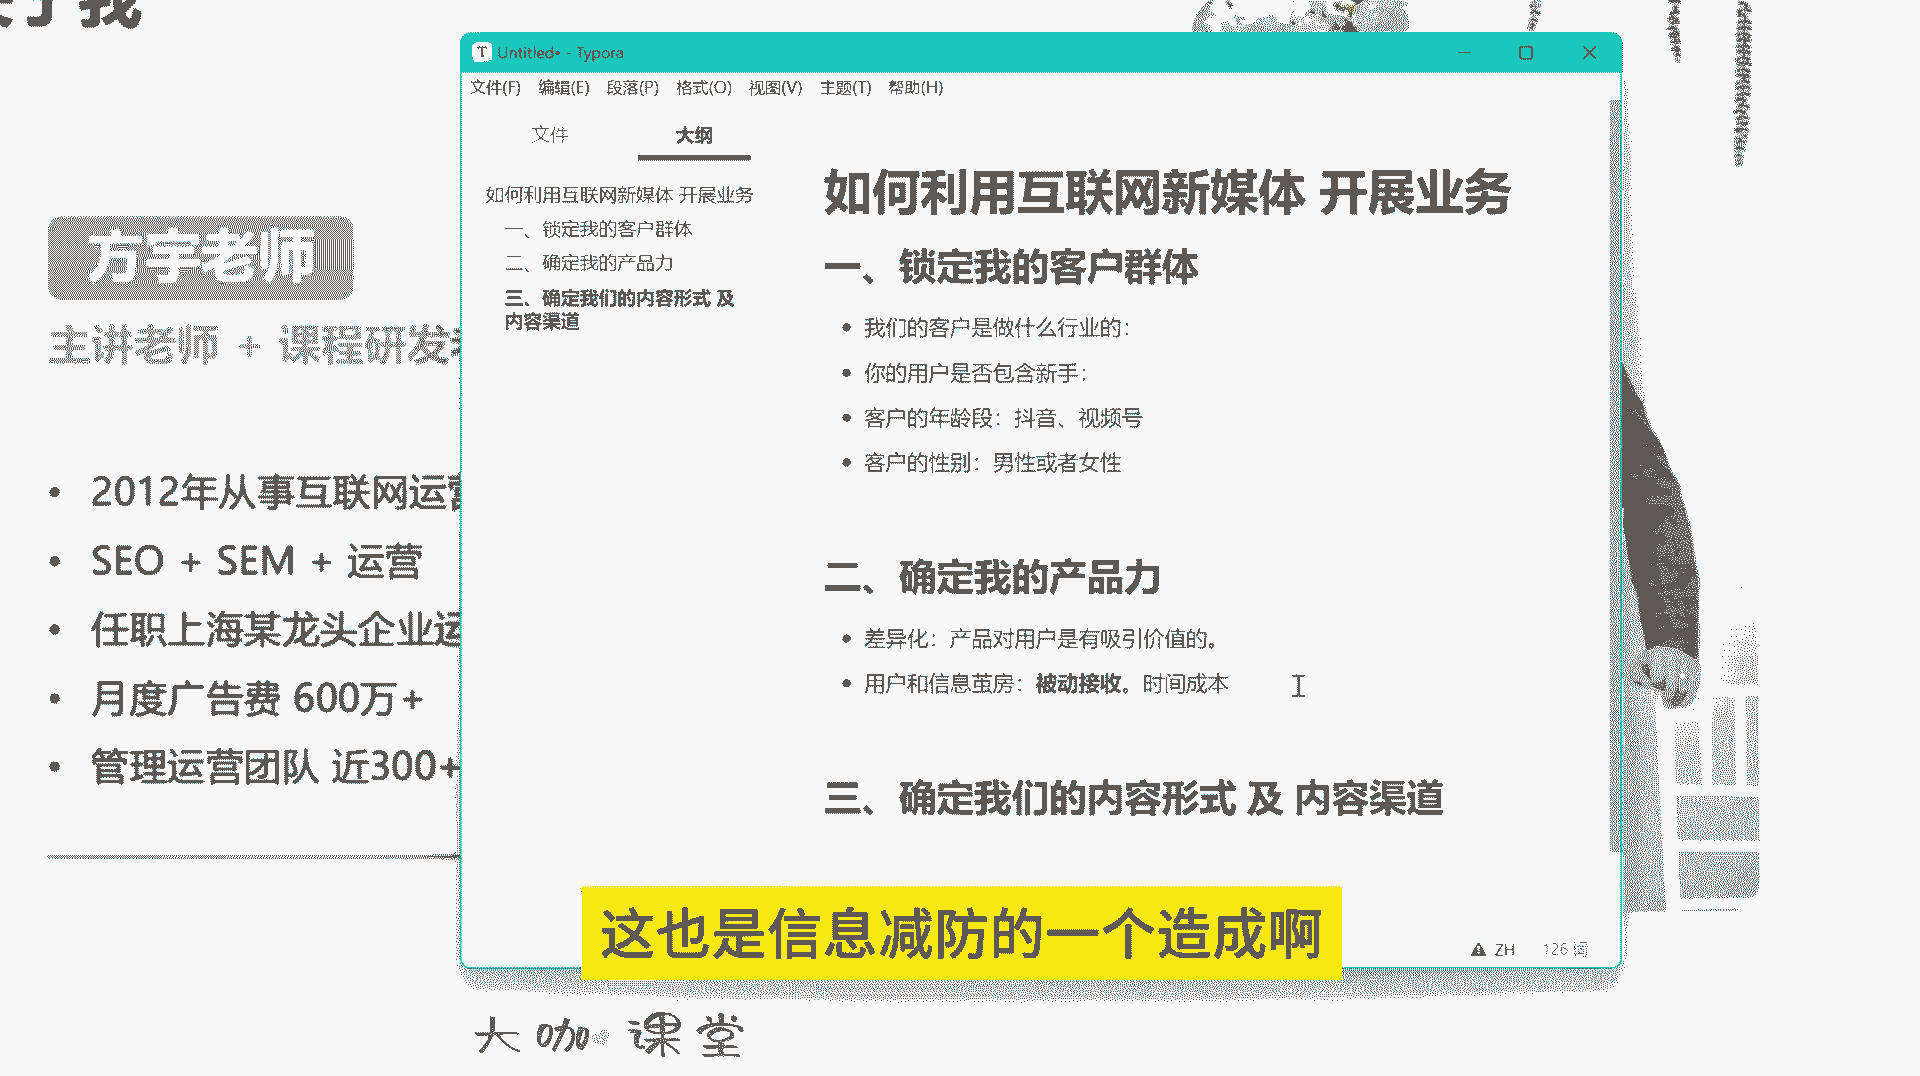 于我
方宇老师
主讲老师 + 课程研发
• 2012年从事互联网运营
• SEO + SEM + 运营
• 任职上海某龙头企业运
• 月度广告费 600万+
• 管理运营团队 近300+
T Untitled• - Typora
文件(F) 编辑(E) 段落(P) 格式(O) 视图(V) 主题(T) 帮助(H)
文件 大纲
如何利用互联网新媒体 开展业务
一、锁定我的客户群体
二、确定我的产品力
三、确定我们的内容形式 及
内容渠道
如何利用互联网新媒体 开展业务
一、锁定我的客户群体
• 我们的客户是做什么行业的：
• 你的用户是否包含新手：
• 客户的年龄段：抖音、视频号
• 客户的性别：男性或者女性
二、确定我的产品力
• 差异化：产品对用户是有吸引价值的。
• 用户和信息茧房：被动接收。时间成本
三、确定我们的内容形式 及 内容渠道
这也是信息减防的一个造成啊
ZH 126 词
大咖课堂